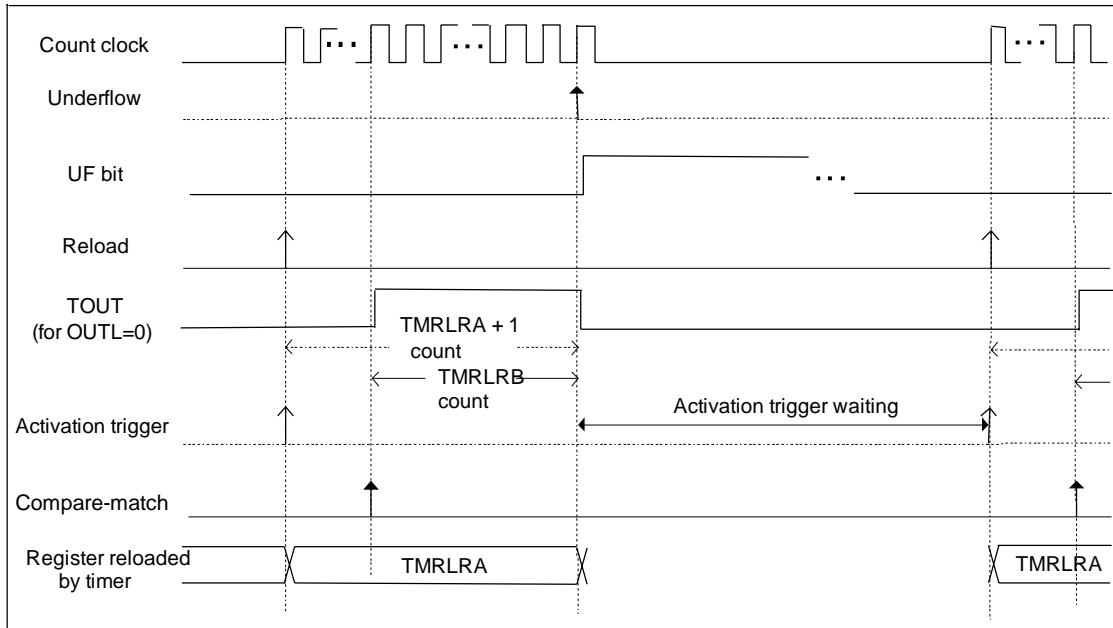 Count clock
Underflow
UF bit
Reload
TOUT
(for OUTL=0)
TMRLRA + 1
count
TMRLRB
count
Activation trigger
Activation trigger waiting
Compare-match
Register reloaded
by timer
TMRLRA
TMRLRA